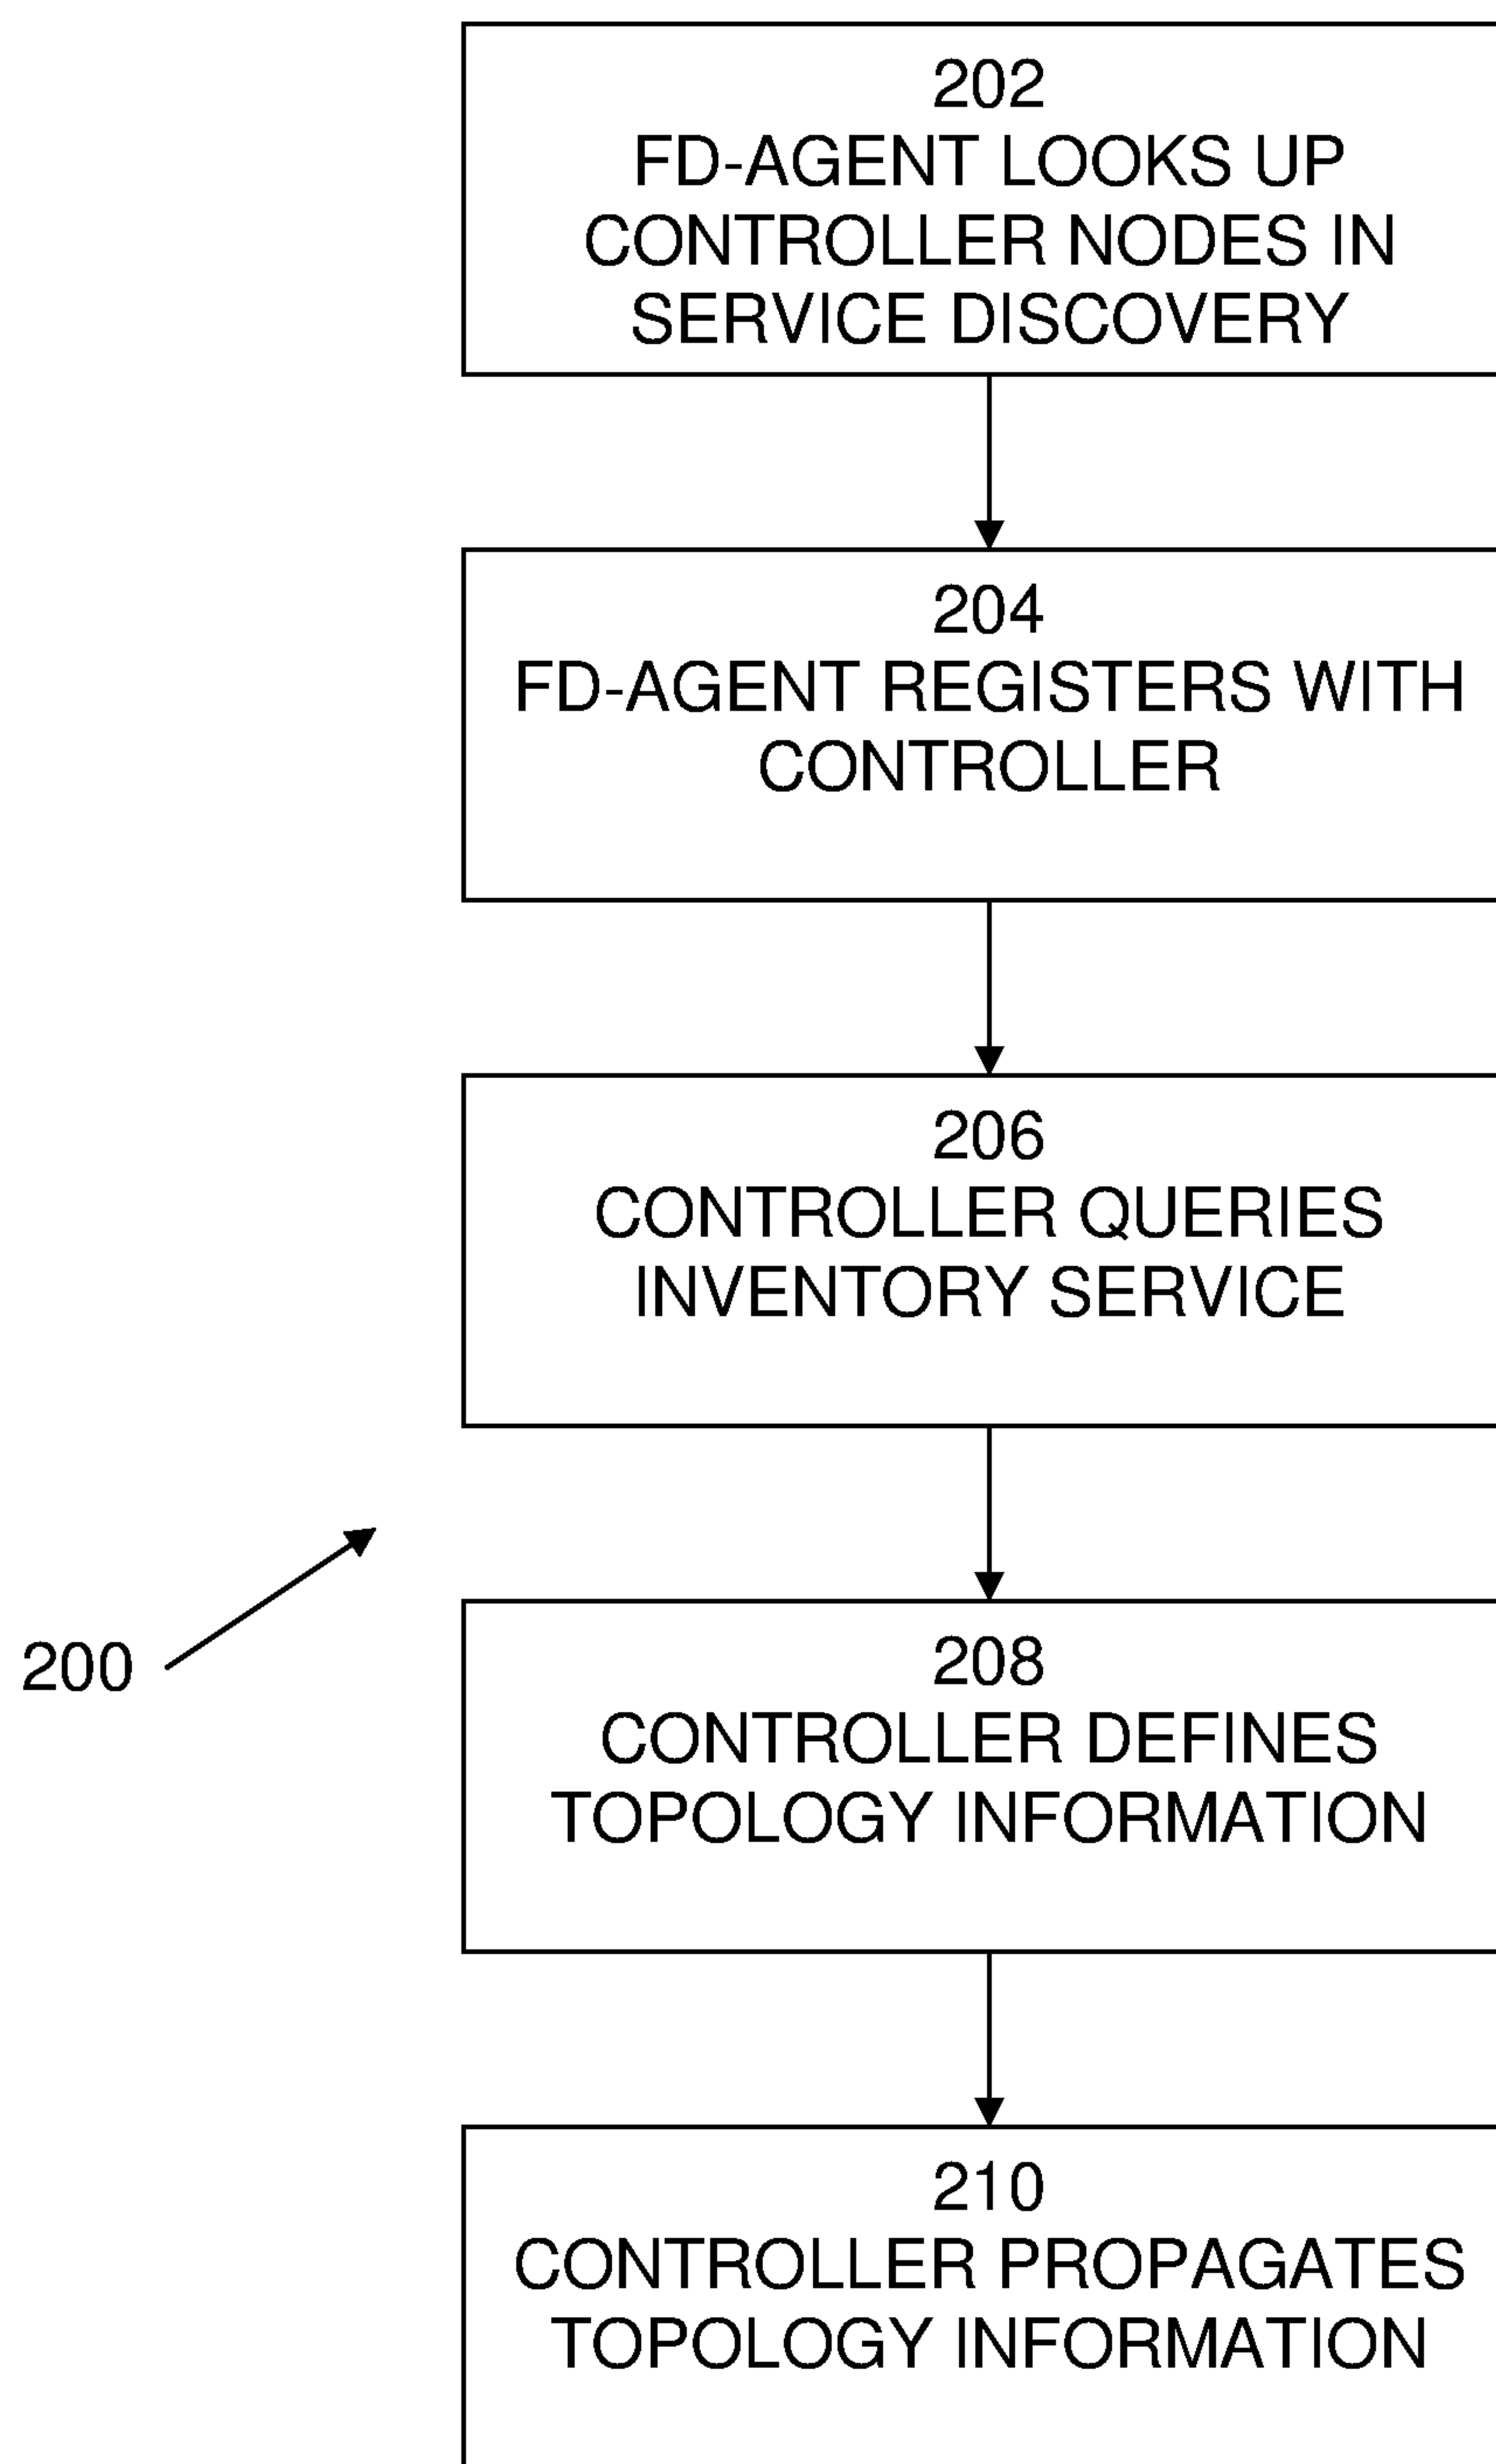 202
FD-AGENT LOOKS UP
CONTROLLER NODES IN
SERVICE DISCOVERY
204
FD-AGENT REGISTERS WITH
CONTROLLER
206
CONTROLLER QUERIES
INVENTORY SERVICE
200
208
CONTROLLER DEFINES
TOPOLOGY INFORMATION
210
CONTROLLER PROPAGATES
TOPOLOGY INFORMATION